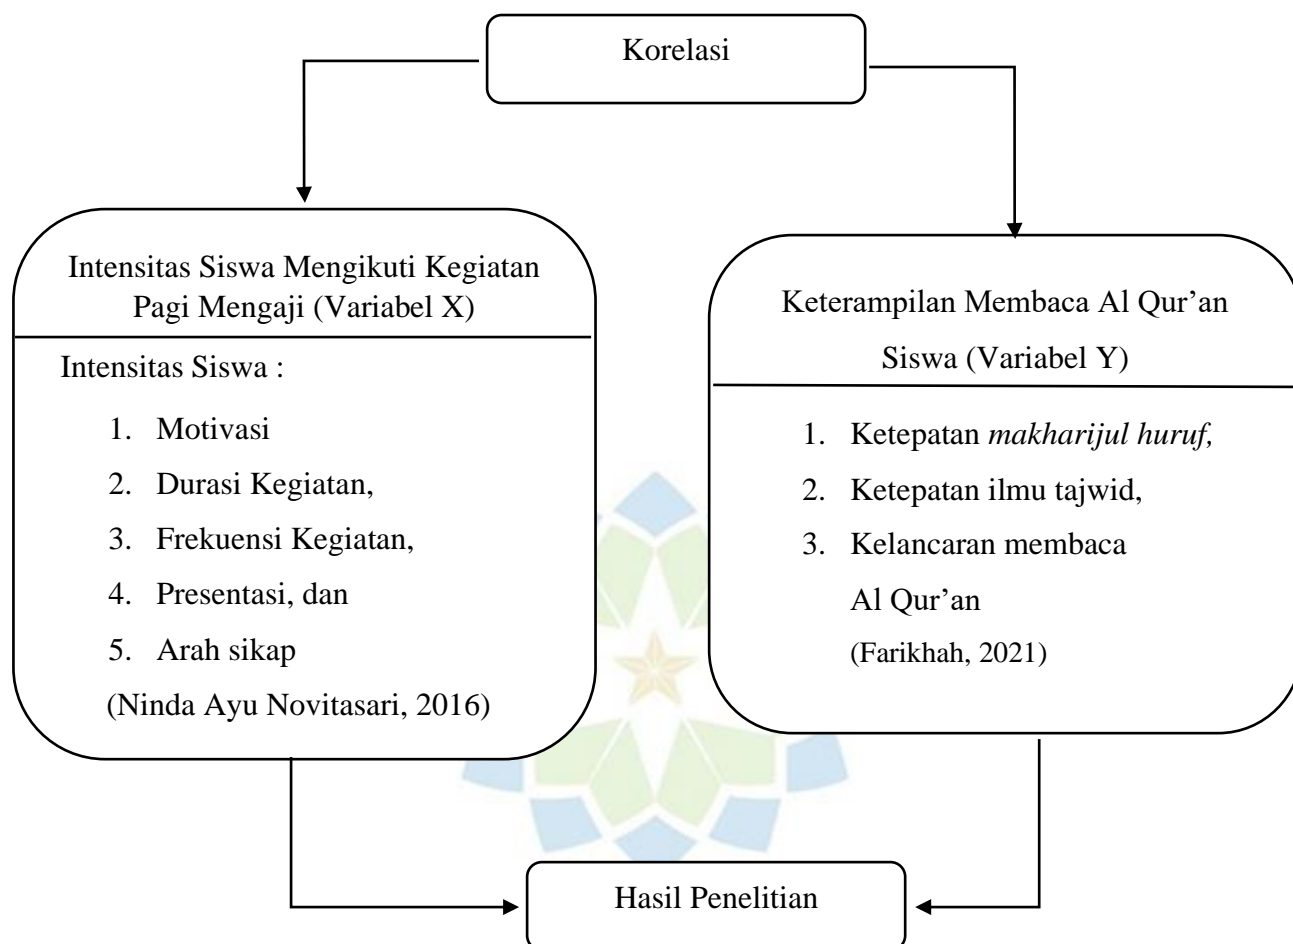 Korelasi
Intensitas Siswa Mengikuti Kegiatan
Pagi Mengaji (Variabel X)
Intensitas Siswa :
1. Motivasi
2. Durasi Kegiatan,
3. Frekuensi Kegiatan,
4. Presentasi, dan
5. Arah sikap
(Ninda Ayu Novitasari, 2016)
Keterampilan Membaca Al Qur’an
Siswa (Variabel Y)
1. Ketepatan makharijul huruf,
2. Ketepatan ilmu tajwid,
3. Kelancaran membaca
Al Qur’an
(Farikhah, 2021)
Hasil Penelitian